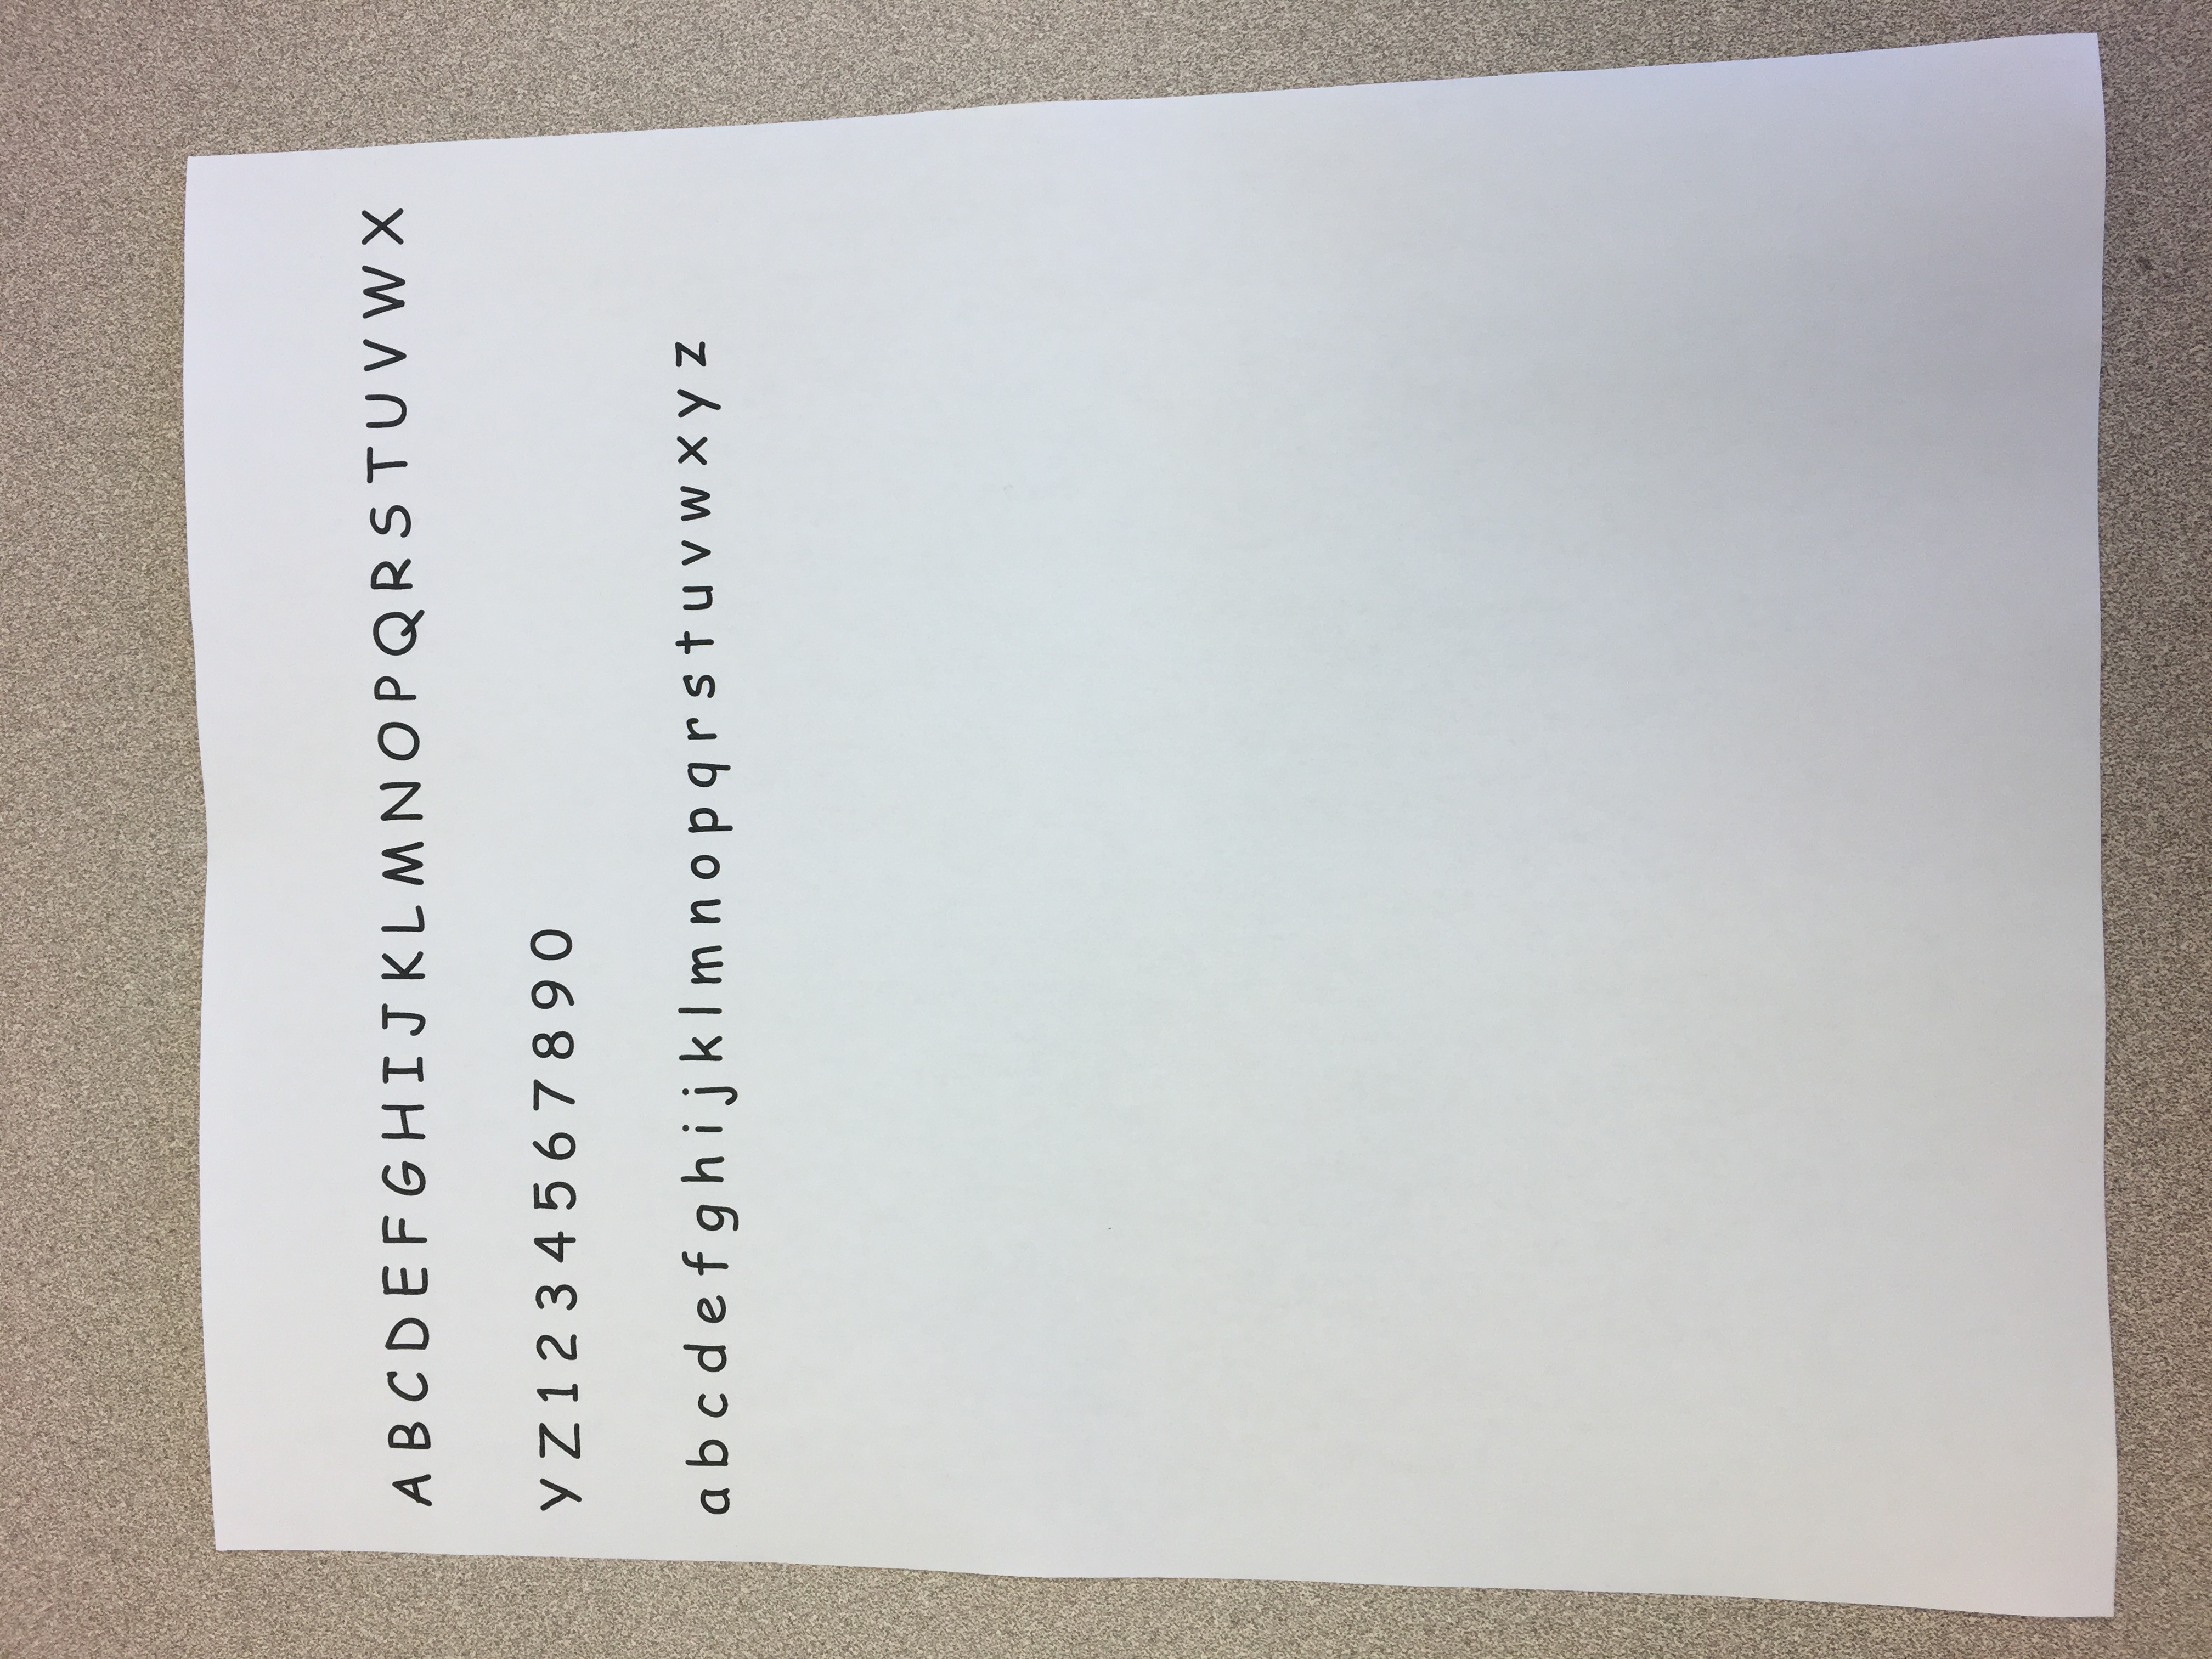 A B C D E F G H I J K L M N O P Q R S T U V W X
Y Z 1 2 3 4 5 6 7 8 9 0
a b c d e f g h i j k l m n o p q r s t u v w x y z